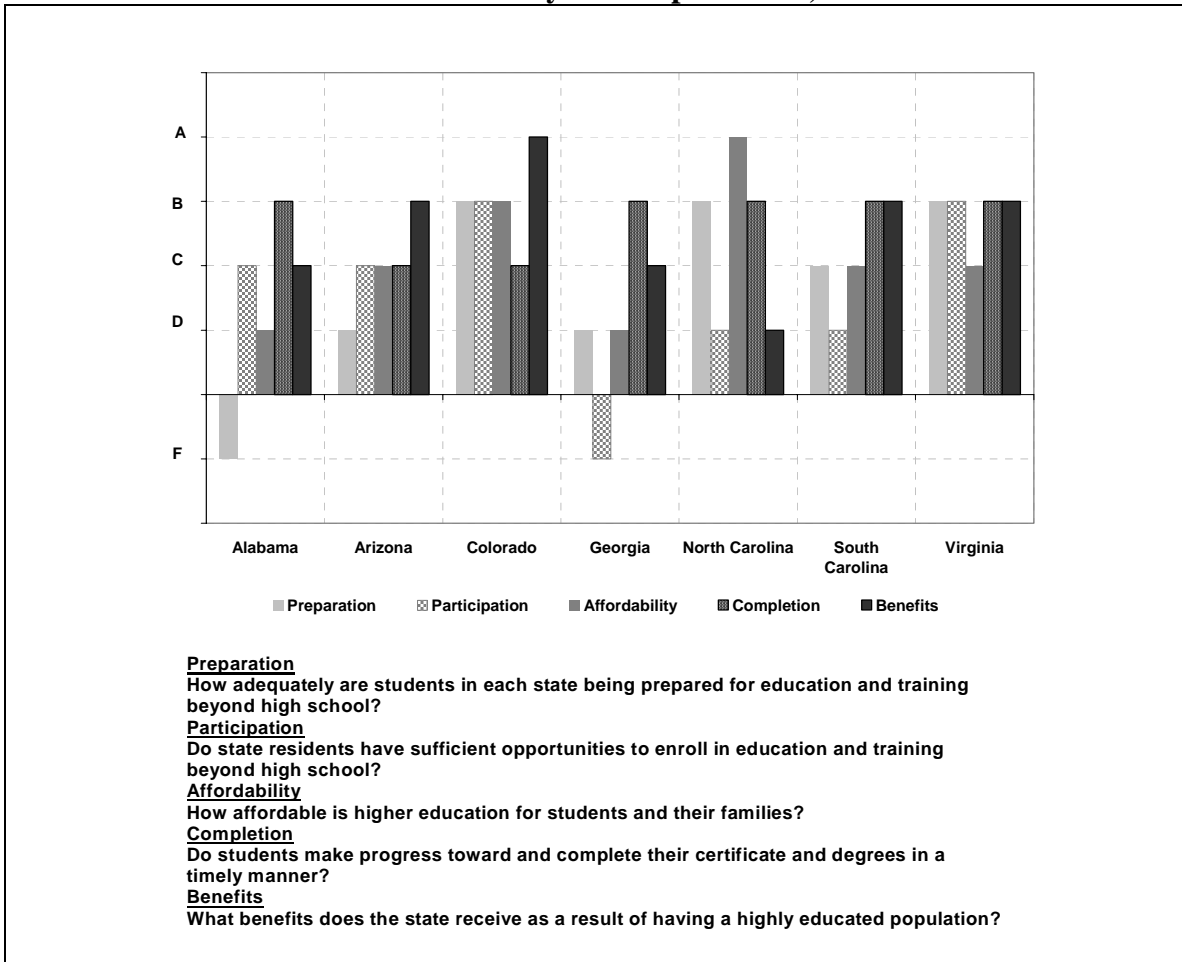 A
B
C
D
F
Alabama Arizona Colorado Georgia North Carolina South Carolina Virginia
Preparation Participation Affordability Completion Benefits
Preparation
How adequately are students in each state being prepared for education and training
beyond high school?
Participation
Do state residents have sufficient opportunities to enroll in education and training
beyond high school?
Affordability
How affordable is higher education for students and their families?
Completion
Do students make progress toward and complete their certificate and degrees in a
timely manner?
Benefits
What benefits does the state receive as a result of having a highly educated population?